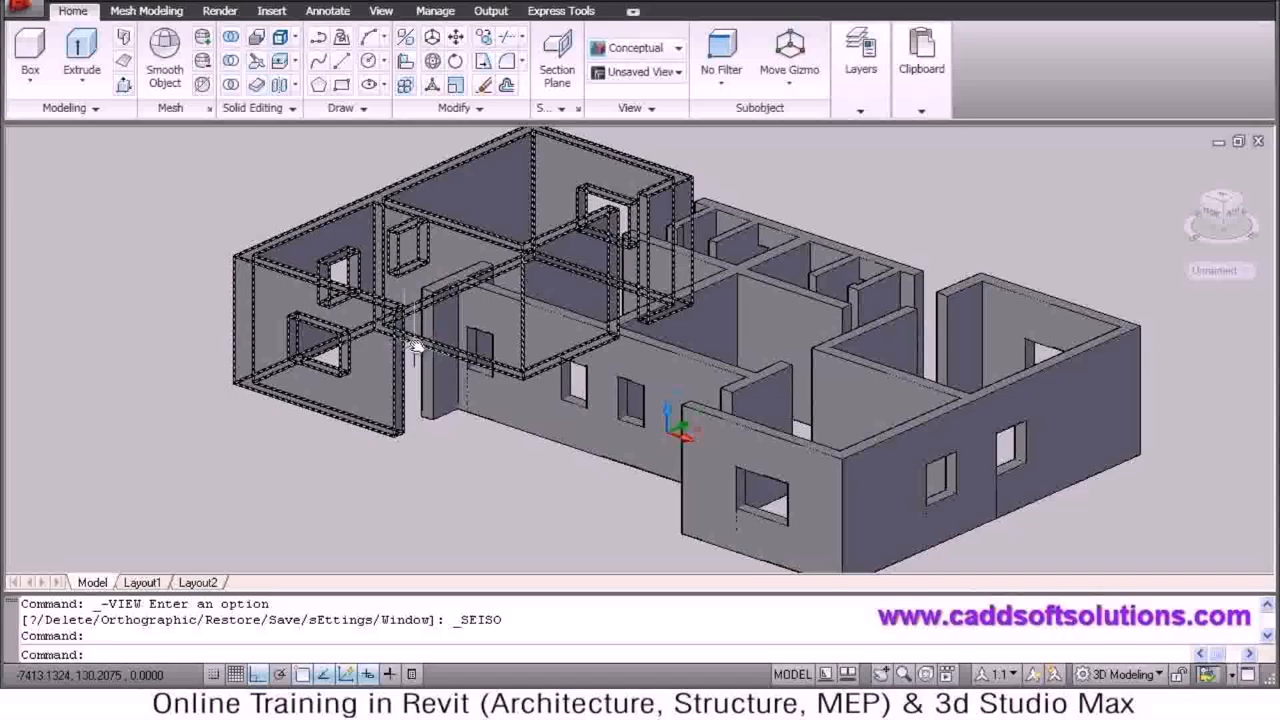 Home Mesh Modeling Render Insert Annotate View Manage Output Express Tools
Box Extrude Smooth Object Section Plane Conceptual Unsaved View No Filter Move Gizmo Layers Clipboard
Modeling Mesh Solid Editing Draw Modify S... View Subobject
Unnamed
Model Layout1 Layout2
Command: _-VIEW Enter an option
[?/Delete/Orthographic/Restore/Save/sEttings/Window]: _SEISO
Command:
Command:
www.caddsoftsolutions.com
-7413.1324, 130.2075, 0.0000 MODEL 1:1 3D Modeling
Online Training in Revit (Architecture, Structure, MEP) & 3d Studio Max